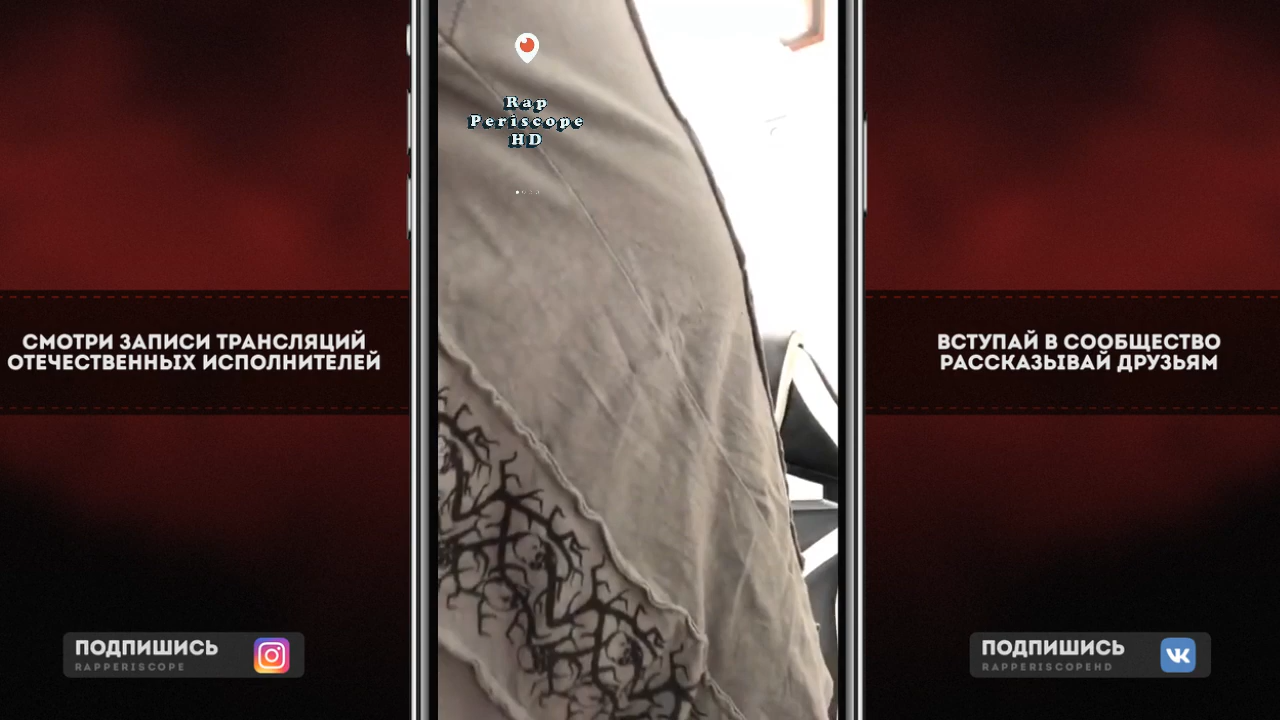 Rap
Periscope
HD
СМОТРИ ЗАПИСИ ТРАНСЛЯЦИЙ
ОТЕЧЕСТВЕННЫХ ИСПОЛНИТЕЛЕЙ
ВСТУПАЙ В СООБЩЕСТВО
РАССКАЗЫВАЙ ДРУЗЬЯМ
ПОДПИШИСЬ
RAPPERISCOPE
ПОДПИШИСЬ
RAPPERISCOPEHD